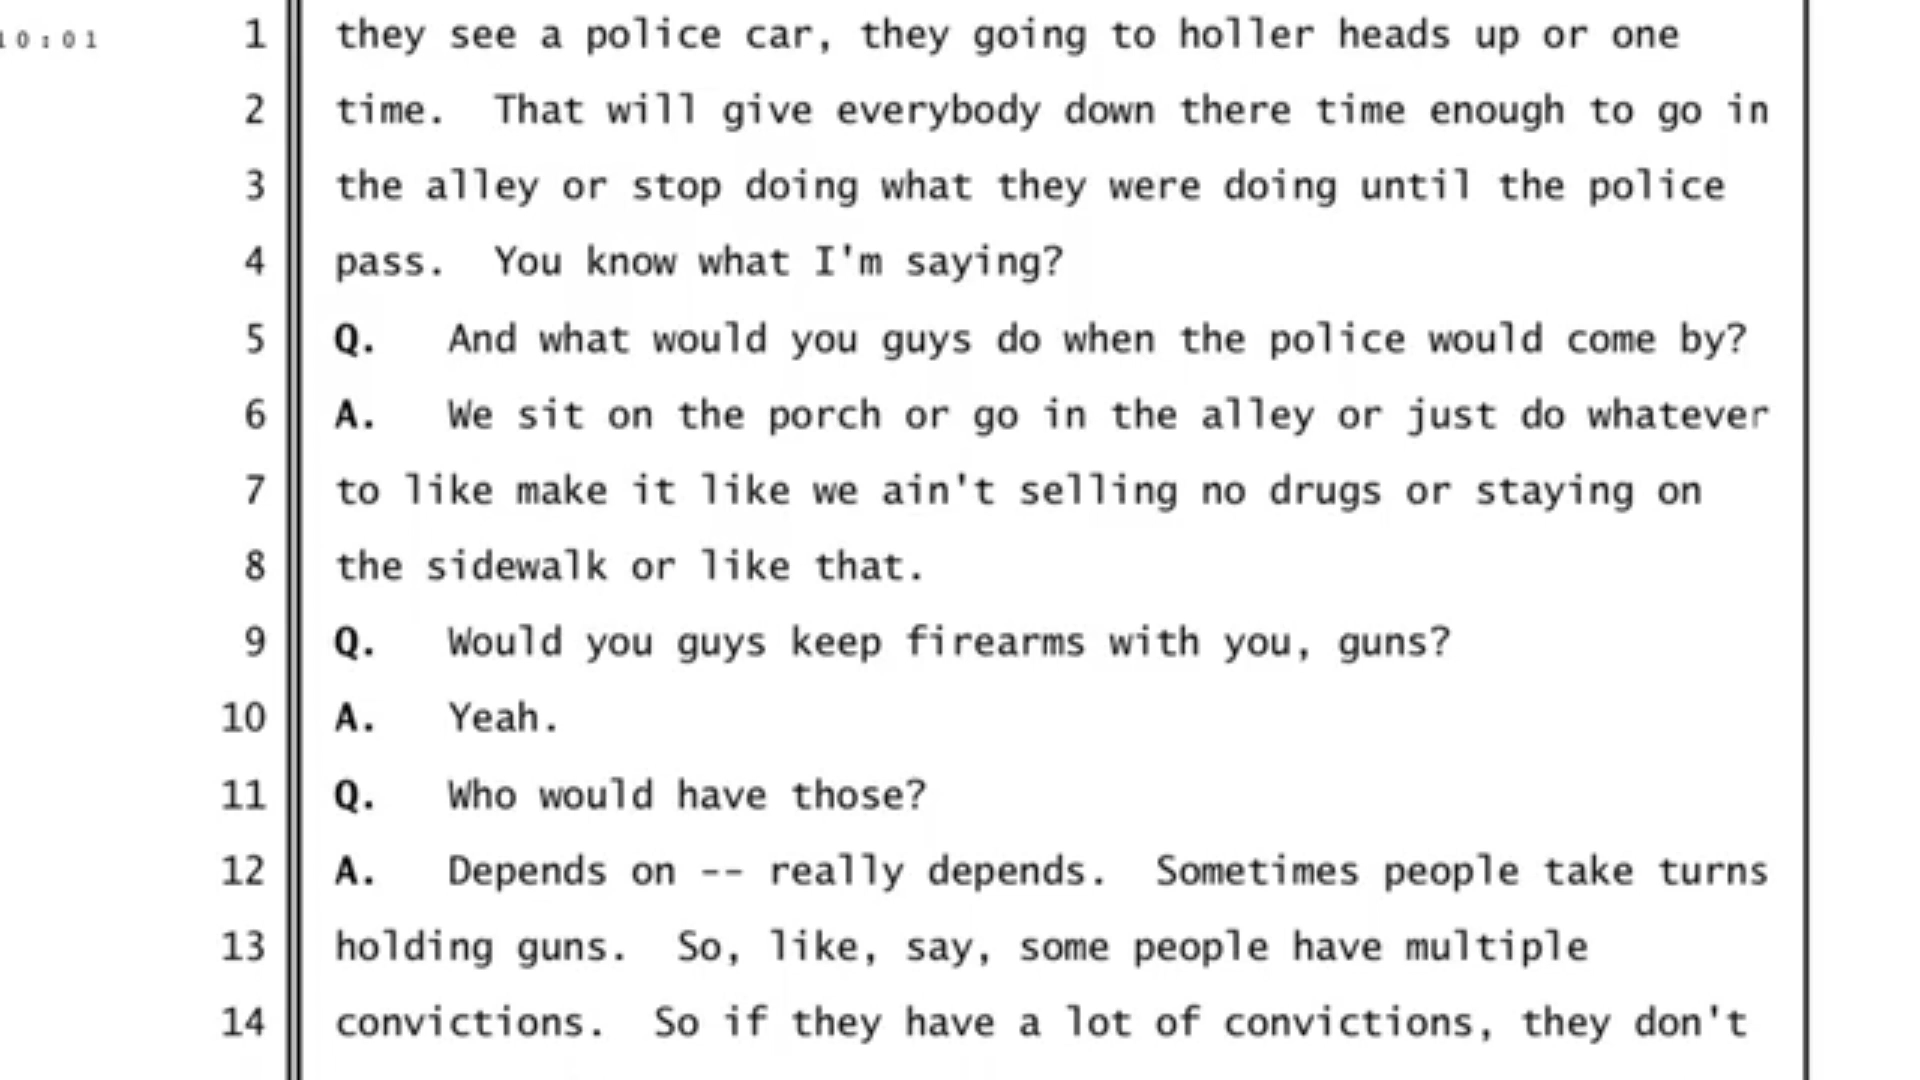 10:01 1 they see a police car, they going to holler heads up or one
2 time.  That will give everybody down there time enough to go in
3 the alley or stop doing what they were doing until the police
4 pass.  You know what I'm saying?
5 Q.   And what would you guys do when the police would come by?
6 A.   We sit on the porch or go in the alley or just do whatever
7 to like make it like we ain't selling no drugs or staying on
8 the sidewalk or like that.
9 Q.   Would you guys keep firearms with you, guns?
10 A.   Yeah.
11 Q.   Who would have those?
12 A.   Depends on -- really depends.  Sometimes people take turns
13 holding guns.  So, like, say, some people have multiple
14 convictions.  So if they have a lot of convictions, they don't